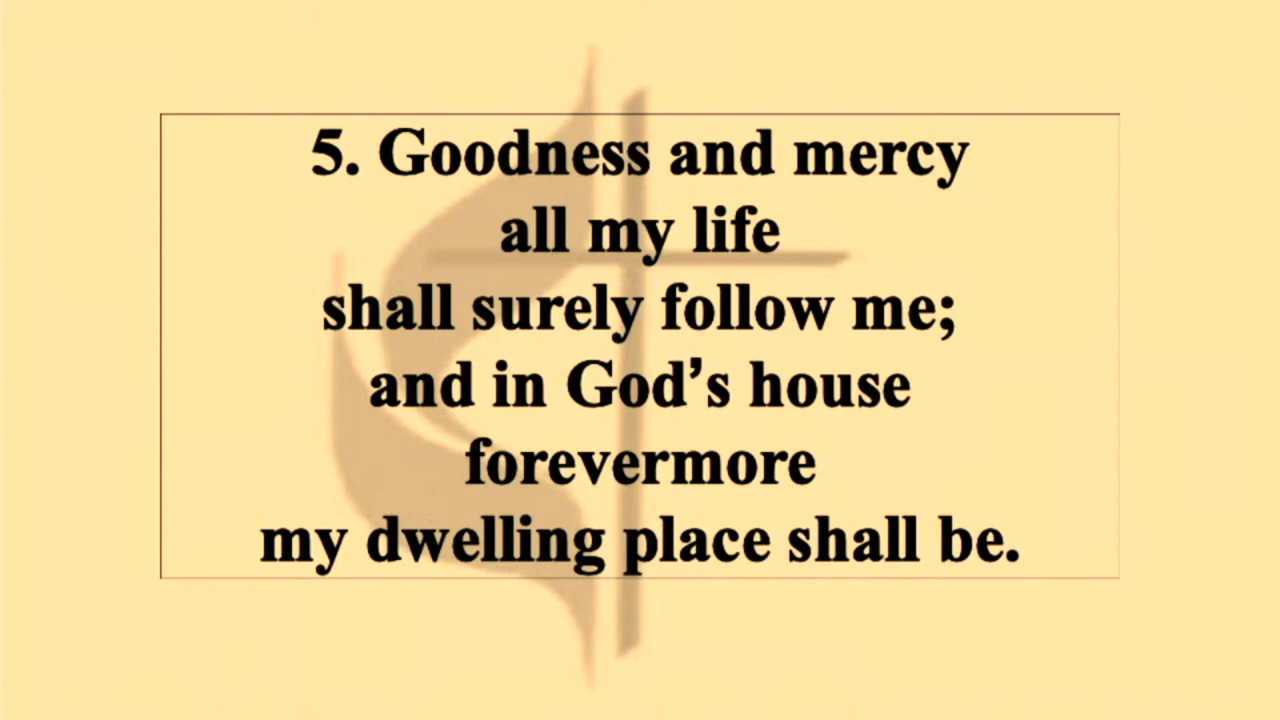 5. Goodness and mercy
all my life
shall surely follow me;
and in God’s house
forevermore
my dwelling place shall be.